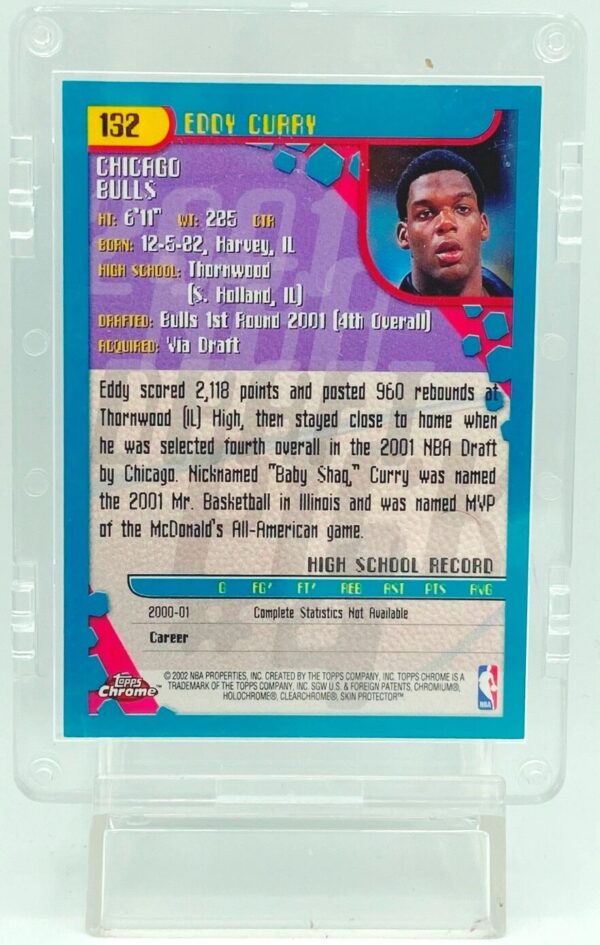 132 EDDY CURRY
CHICAGO
BULLS
HT: 6'11" WT: 285 CTR
BORN: 12-5-82, Harvey, IL
HIGH SCHOOL: Thornwood
(S. Holland, IL)
DRAFTED: Bulls 1st Round 2001 (4th Overall)
ACQUIRED: Via Draft
Eddy scored 2,118 points and posted 960 rebounds at
Thornwood (IL) High, then stayed close to home when
he was selected fourth overall in the 2001 NBA Draft
by Chicago. Nicknamed "Baby Shaq," Curry was named
the 2001 Mr. Basketball in Illinois and was named MVP
of the McDonald's All-American game.
HIGH SCHOOL RECORD
G FG% FT% REB AST PTS AVG
2000-01 Complete Statistics Not Available
Career
Topps
Chrome™
© 2002 NBA PROPERTIES, INC. CREATED BY THE TOPPS COMPANY, INC. TOPPS CHROME IS A
TRADEMARK OF THE TOPPS COMPANY, INC. SGW U.S. & FOREIGN PATENTS, CHROMIUM®,
HOLOCHROME®, CLEARCHROME®, SKIN PROTECTOR™
NBA